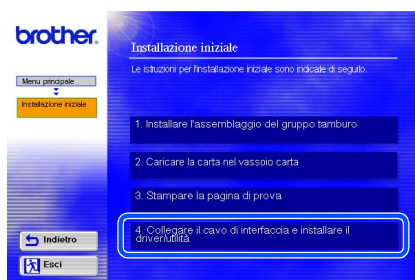 brother.
Installazione iniziale
Le istruzioni per l'installazione iniziale sono indicate di seguito.
Menu principale
Installazione iniziale
1. Installare l'assemblaggio del gruppo tamburo
2. Caricare la carta nel vassoio carta
3. Stampare la pagina di prova
4. Collegare il cavo di interfaccia e installare il
driver/utilità
Indietro
Esci